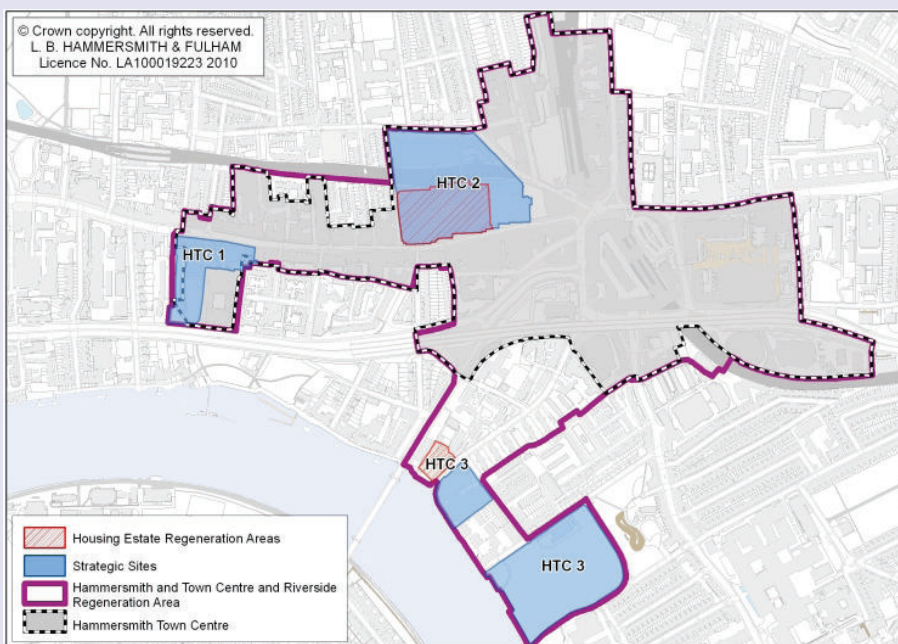 © Crown copyright. All rights reserved.
L. B. HAMMERSMITH & FULHAM
Licence No. LA100019223 2010
HTC 2
HTC 1
HTC 3
HTC 3
Housing Estate Regeneration Areas
Strategic Sites
Hammersmith and Town Centre and Riverside
Regeneration Area
Hammersmith Town Centre